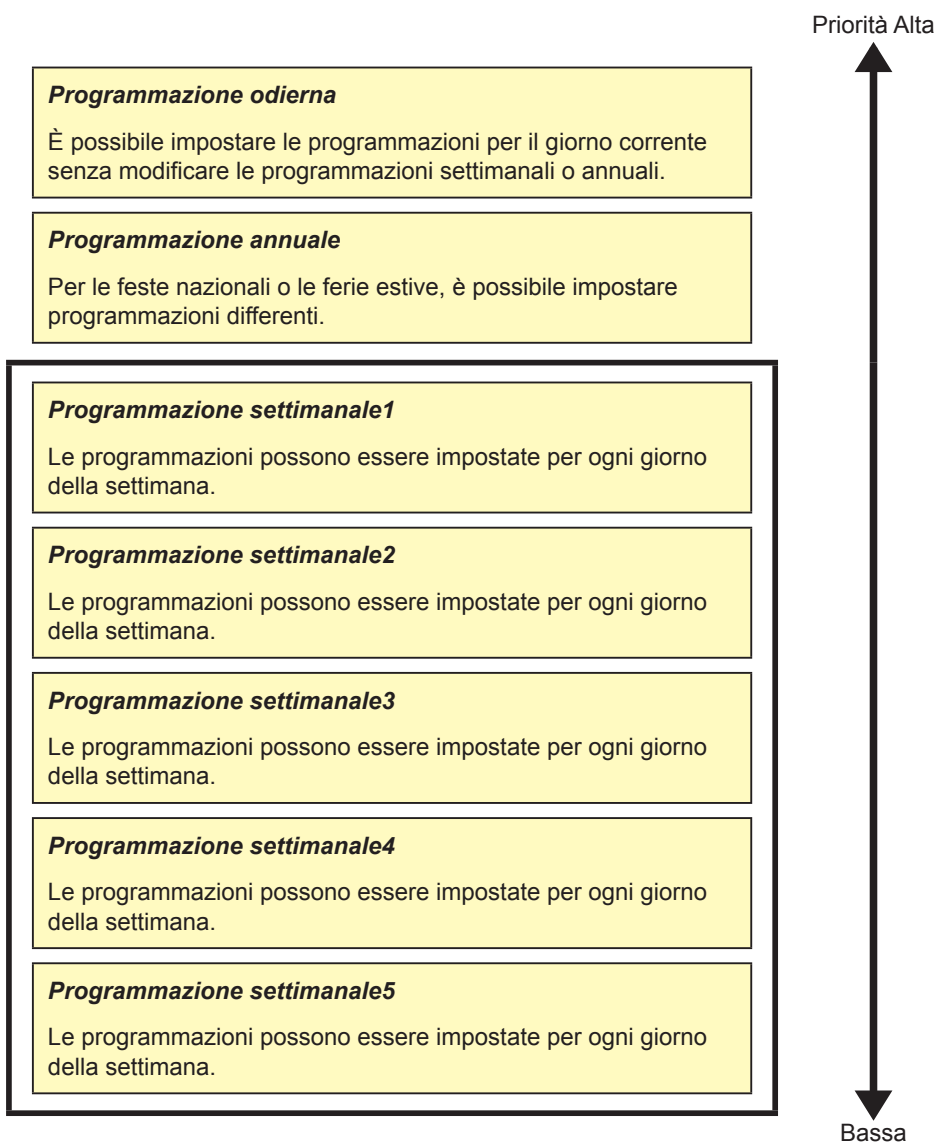 Priorità Alta
Programmazione odierna
È possibile impostare le programmazioni per il giorno corrente
senza modificare le programmazioni settimanali o annuali.
Programmazione annuale
Per le feste nazionali o le ferie estive, è possibile impostare
programmazioni differenti.
Programmazione settimanale1
Le programmazioni possono essere impostate per ogni giorno
della settimana.
Programmazione settimanale2
Le programmazioni possono essere impostate per ogni giorno
della settimana.
Programmazione settimanale3
Le programmazioni possono essere impostate per ogni giorno
della settimana.
Programmazione settimanale4
Le programmazioni possono essere impostate per ogni giorno
della settimana.
Programmazione settimanale5
Le programmazioni possono essere impostate per ogni giorno
della settimana.
Bassa